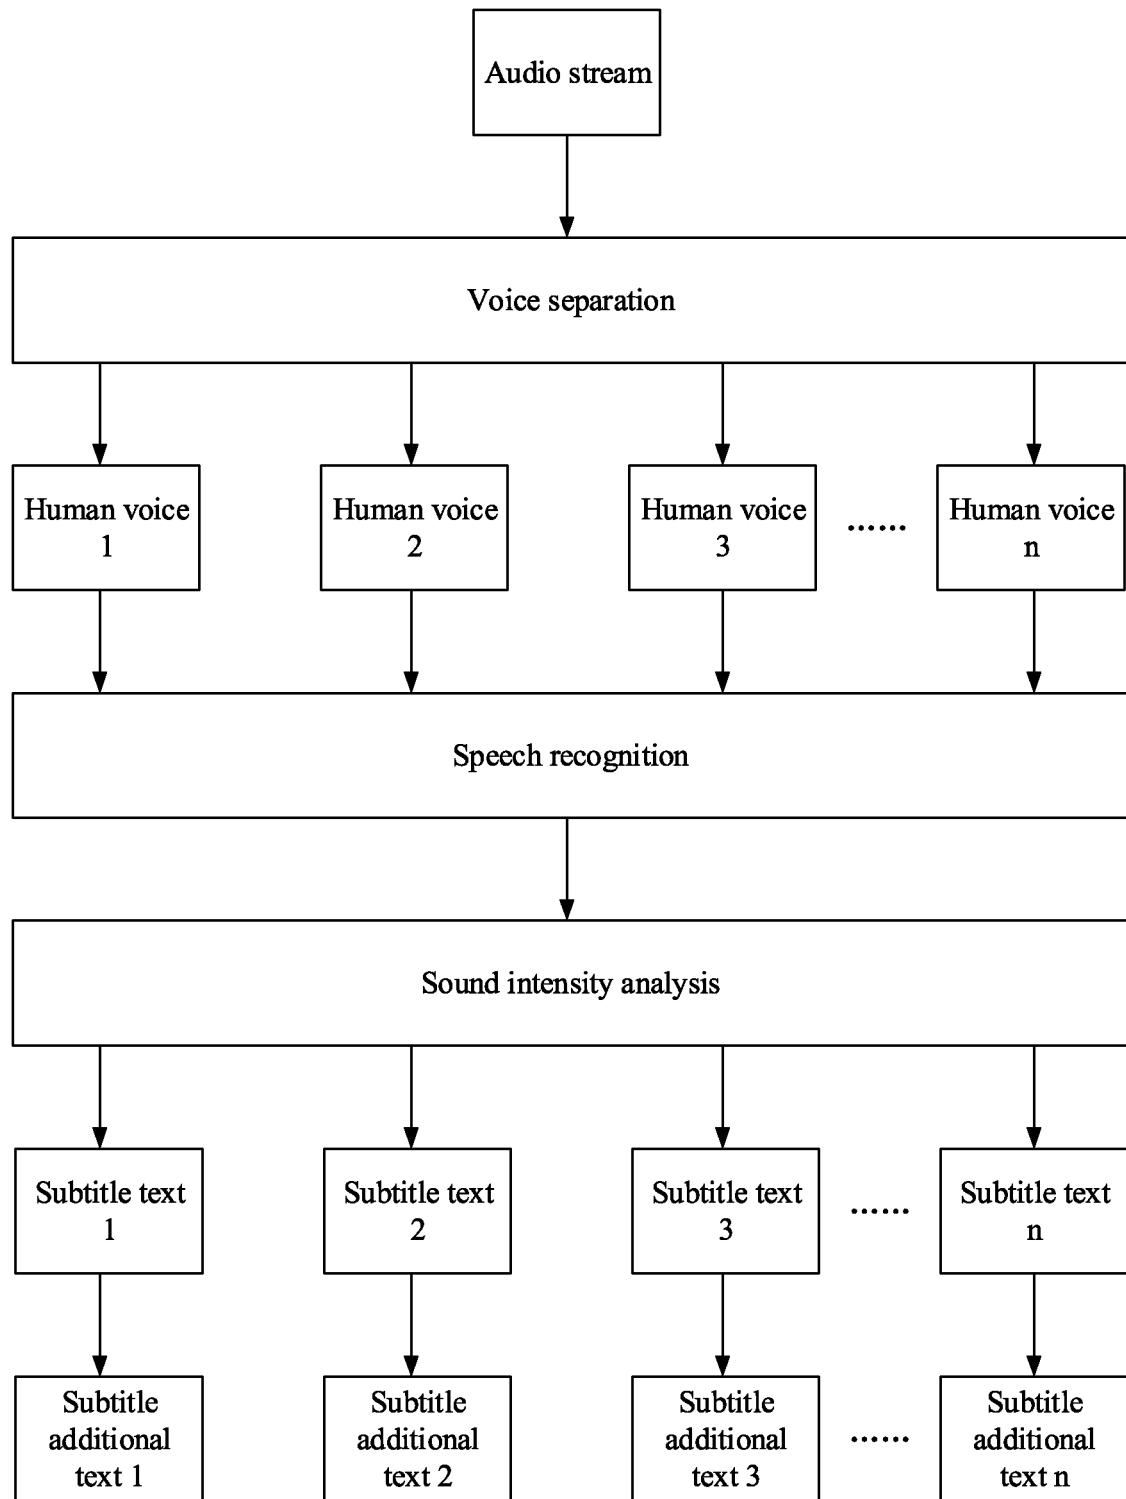 Audio stream
Voice separation
Human voice
1
Human voice
2
Human voice
3
......
Human voice
n
Speech recognition
Sound intensity analysis
Subtitle text
1
Subtitle text
2
Subtitle text
3
......
Subtitle text
n
Subtitle
additional
text 1
Subtitle
additional
text 2
Subtitle
additional
text 3
......
Subtitle
additional
text n